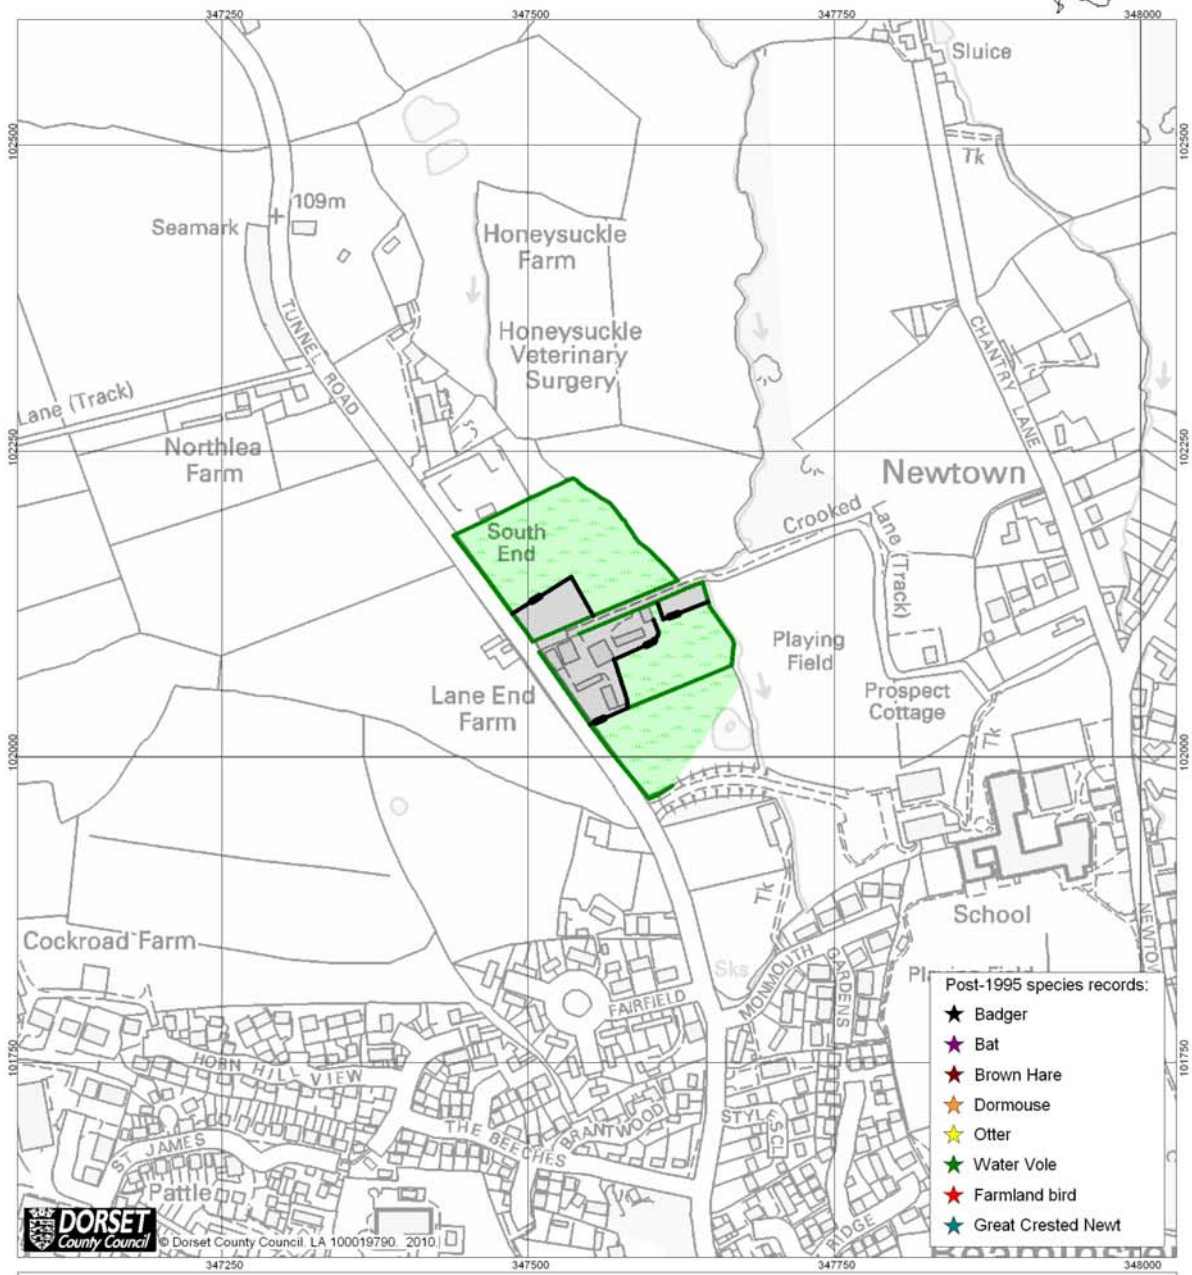 347250 347500 347750 348000
Sluice
102500 102500
Tk
109m
Seamark
Honeysuckle
Farm
TUNNEL ROAD
Honeysuckle
Veterinary
Surgery
CHANTRY LANE
Lane (Track)
Northlea
Farm
102250 102250
Newtown
Crooked Lane (Track)
South
End
Playing
Field
Lane End
Farm
Prospect
Cottage
Tk
102000 102000
Tk
School
Cockroad Farm
Sks
MONMOUTH GARDENS
FAIRFIELD
Playing Field
Post-1995 species records:
Badger
Bat
Brown Hare
Dormouse
Otter
Water Vole
Farmland bird
Great Crested Newt
101750 101750
HORN HILL VIEW
THE BEECHES
BRANTWOOD
STYLES CL
ST JAMES
RIDGE
DORSET
County Council
© Dorset County Council. LA 100019790. 2010.
347250 347500 347750 348000